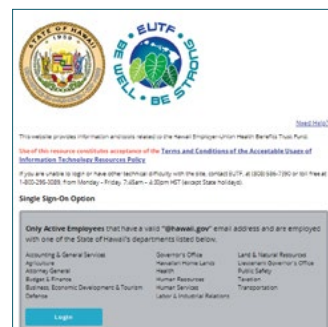 STATE OF HAWAII
1959
EUTF
BE WELL · BE STRONG
Need Help?
This website provides information and tools related to the Hawaii Employer-Union Health Benefits Trust Fund.
Use of this resource constitutes acceptance of the Terms and Conditions of the Acceptable Usage of
Information Technology Resources Policy
If you are unable to login or have other technical difficulty with the site, contact EUTF, at (808) 586-7390 or toll free at
1-800-295-0089, from Monday - Friday 7:45am - 4:30pm HST (except State holidays).
Single Sign-On Option
Only Active Employees that have a valid "@hawaii.gov" email address and are employed
with one of the State of Hawaii's departments listed below.
Accounting & General Services
Agriculture
Attorney General
Budget & Finance
Business, Economic Development & Tourism
Defense
Governor's Office
Hawaiian Home Lands
Health
Human Resources
Human Services
Labor & Industrial Relations
Land & Natural Resources
Lieutenant Governor's Office
Public Safety
Taxation
Transportation
Login